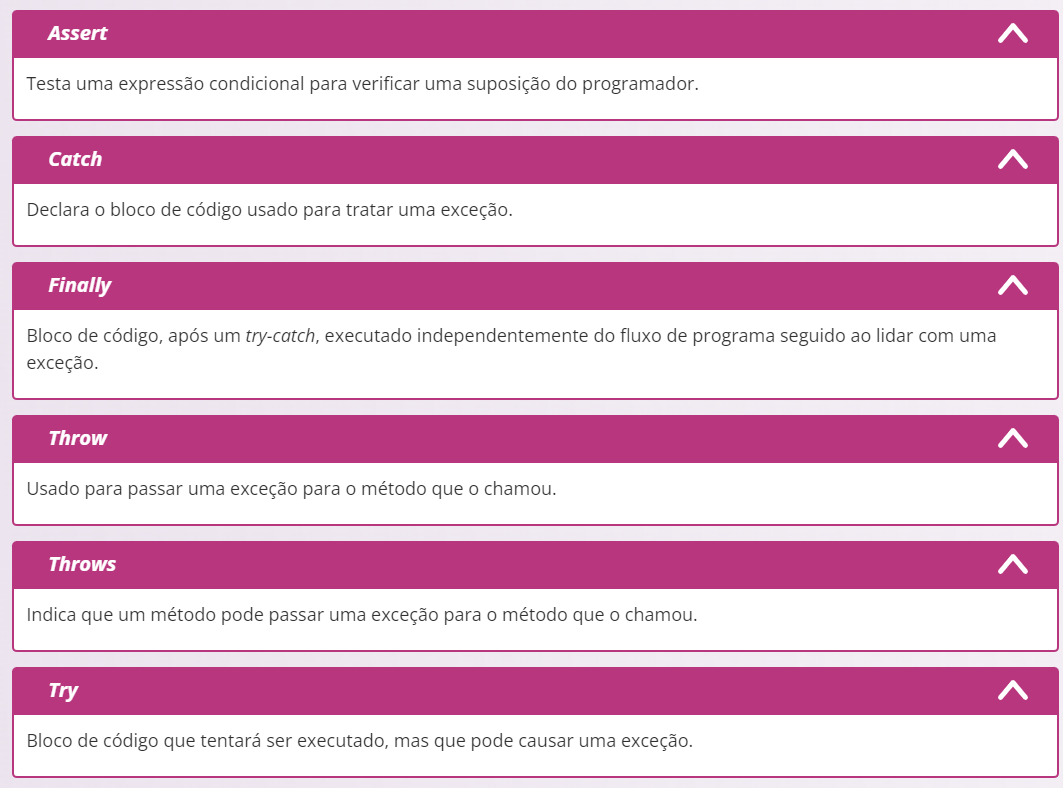 Assert
Testa uma expressão condicional para verificar uma suposição do programador.
Catch
Declara o bloco de código usado para tratar uma exceção.
Finally
Bloco de código, após um try-catch, executado independentemente do fluxo de programa seguido ao lidar com uma
exceção.
Throw
Usado para passar uma exceção para o método que o chamou.
Throws
Indica que um método pode passar uma exceção para o método que o chamou.
Try
Bloco de código que tentará ser executado, mas que pode causar uma exceção.